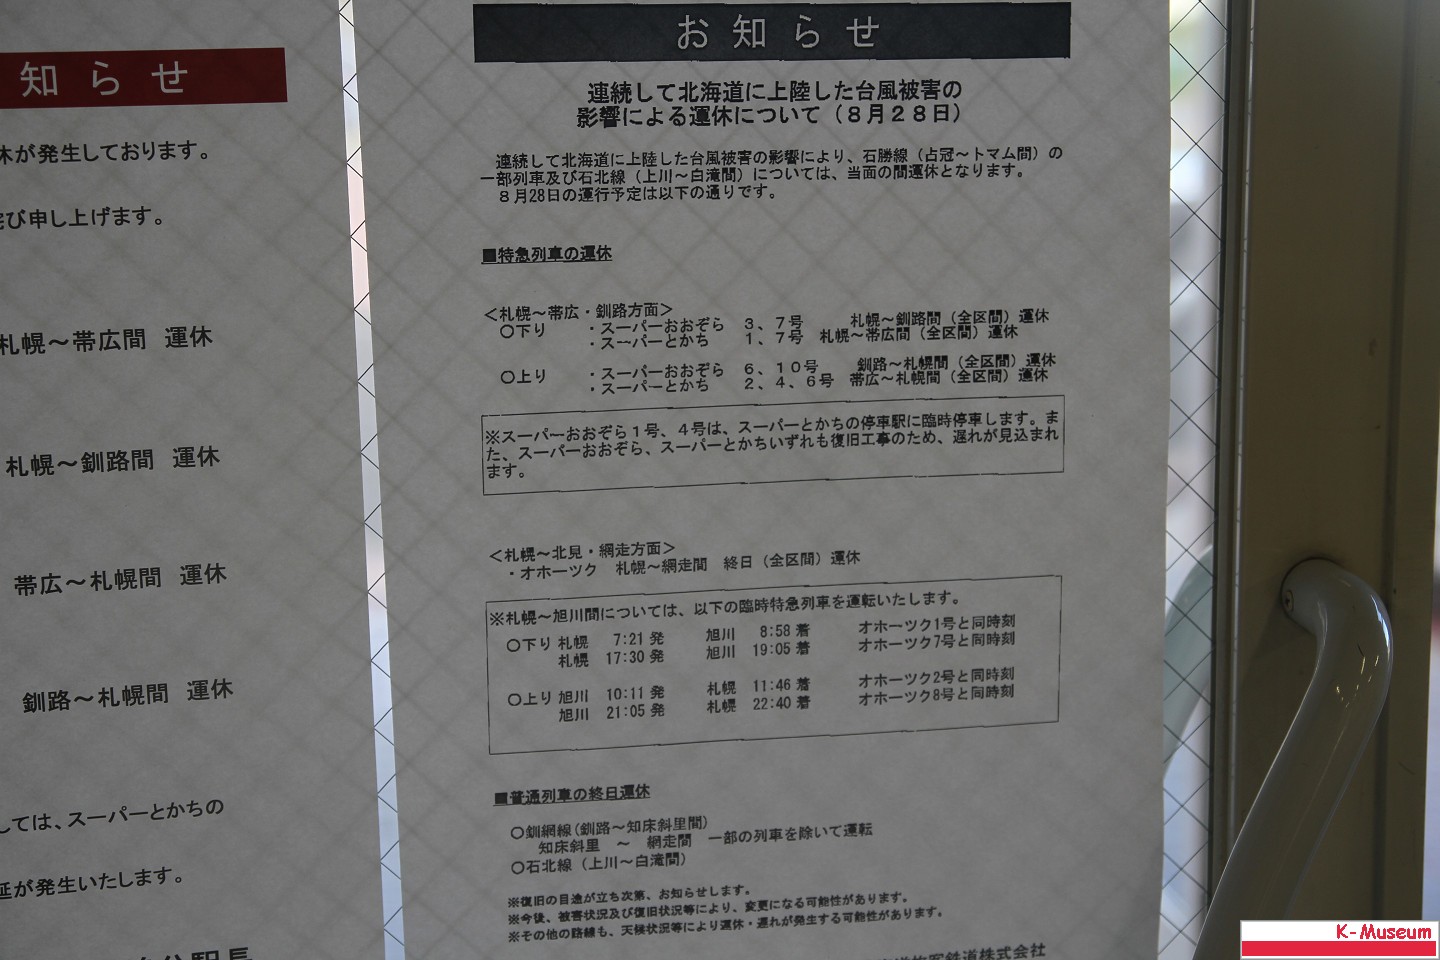 知らせ
休が発生しております。
び申し上げます。
札幌～帯広間 運休
札幌～釧路間 運休
帯広～札幌間 運休
釧路～札幌間 運休
しては、スーパーとかちの
延が発生いたします。
駅長
お知らせ
連続して北海道に上陸した台風被害の
影響による運休について（８月２８日）
連続して北海道に上陸した台風被害の影響により、石勝線（占冠～トマム間）の
一部列車及び石北線（上川～白滝間）については、当面の間運休となります。
８月28日の運行予定は以下の通りです。
■特急列車の運休
＜札幌～帯広・釧路方面＞
○下り ・スーパーおおぞら ３、７号 札幌～釧路間（全区間）運休
・スーパーとかち １、７号 札幌～帯広間（全区間）運休
○上り ・スーパーおおぞら ６、１０号 釧路～札幌間（全区間）運休
・スーパーとかち ２、４、６号 帯広～札幌間（全区間）運休
※スーパーおおぞら１号、４号は、スーパーとかちの停車駅に臨時停車します。ま
た、スーパーおおぞら、スーパーとかちいずれも復旧工事のため、遅れが見込まれ
ます。
＜札幌～北見・網走方面＞
・オホーツク 札幌～網走間 終日（全区間）運休
※札幌～旭川間については、以下の臨時特急列車を運転いたします。
○下り 札幌 7:21 発 旭川 8:58 着 オホーツク1号と同時刻
札幌 17:30 発 旭川 19:05 着 オホーツク7号と同時刻
○上り 旭川 10:11 発 札幌 11:46 着 オホーツク2号と同時刻
旭川 21:05 発 札幌 22:40 着 オホーツク8号と同時刻
■普通列車の終日運休
○釧網線(釧路～知床斜里間)
知床斜里 ～ 網走間 一部の列車を除いて運転
○石北線（上川～白滝間）
※復旧の目途が立ち次第、お知らせします。
※今後、被害状況及び復旧状況等により、変更になる可能性があります。
※その他の路線も、天候状況等により運休・遅れが発生する可能性があります。
旅客鉄道株式会社
K-Museum